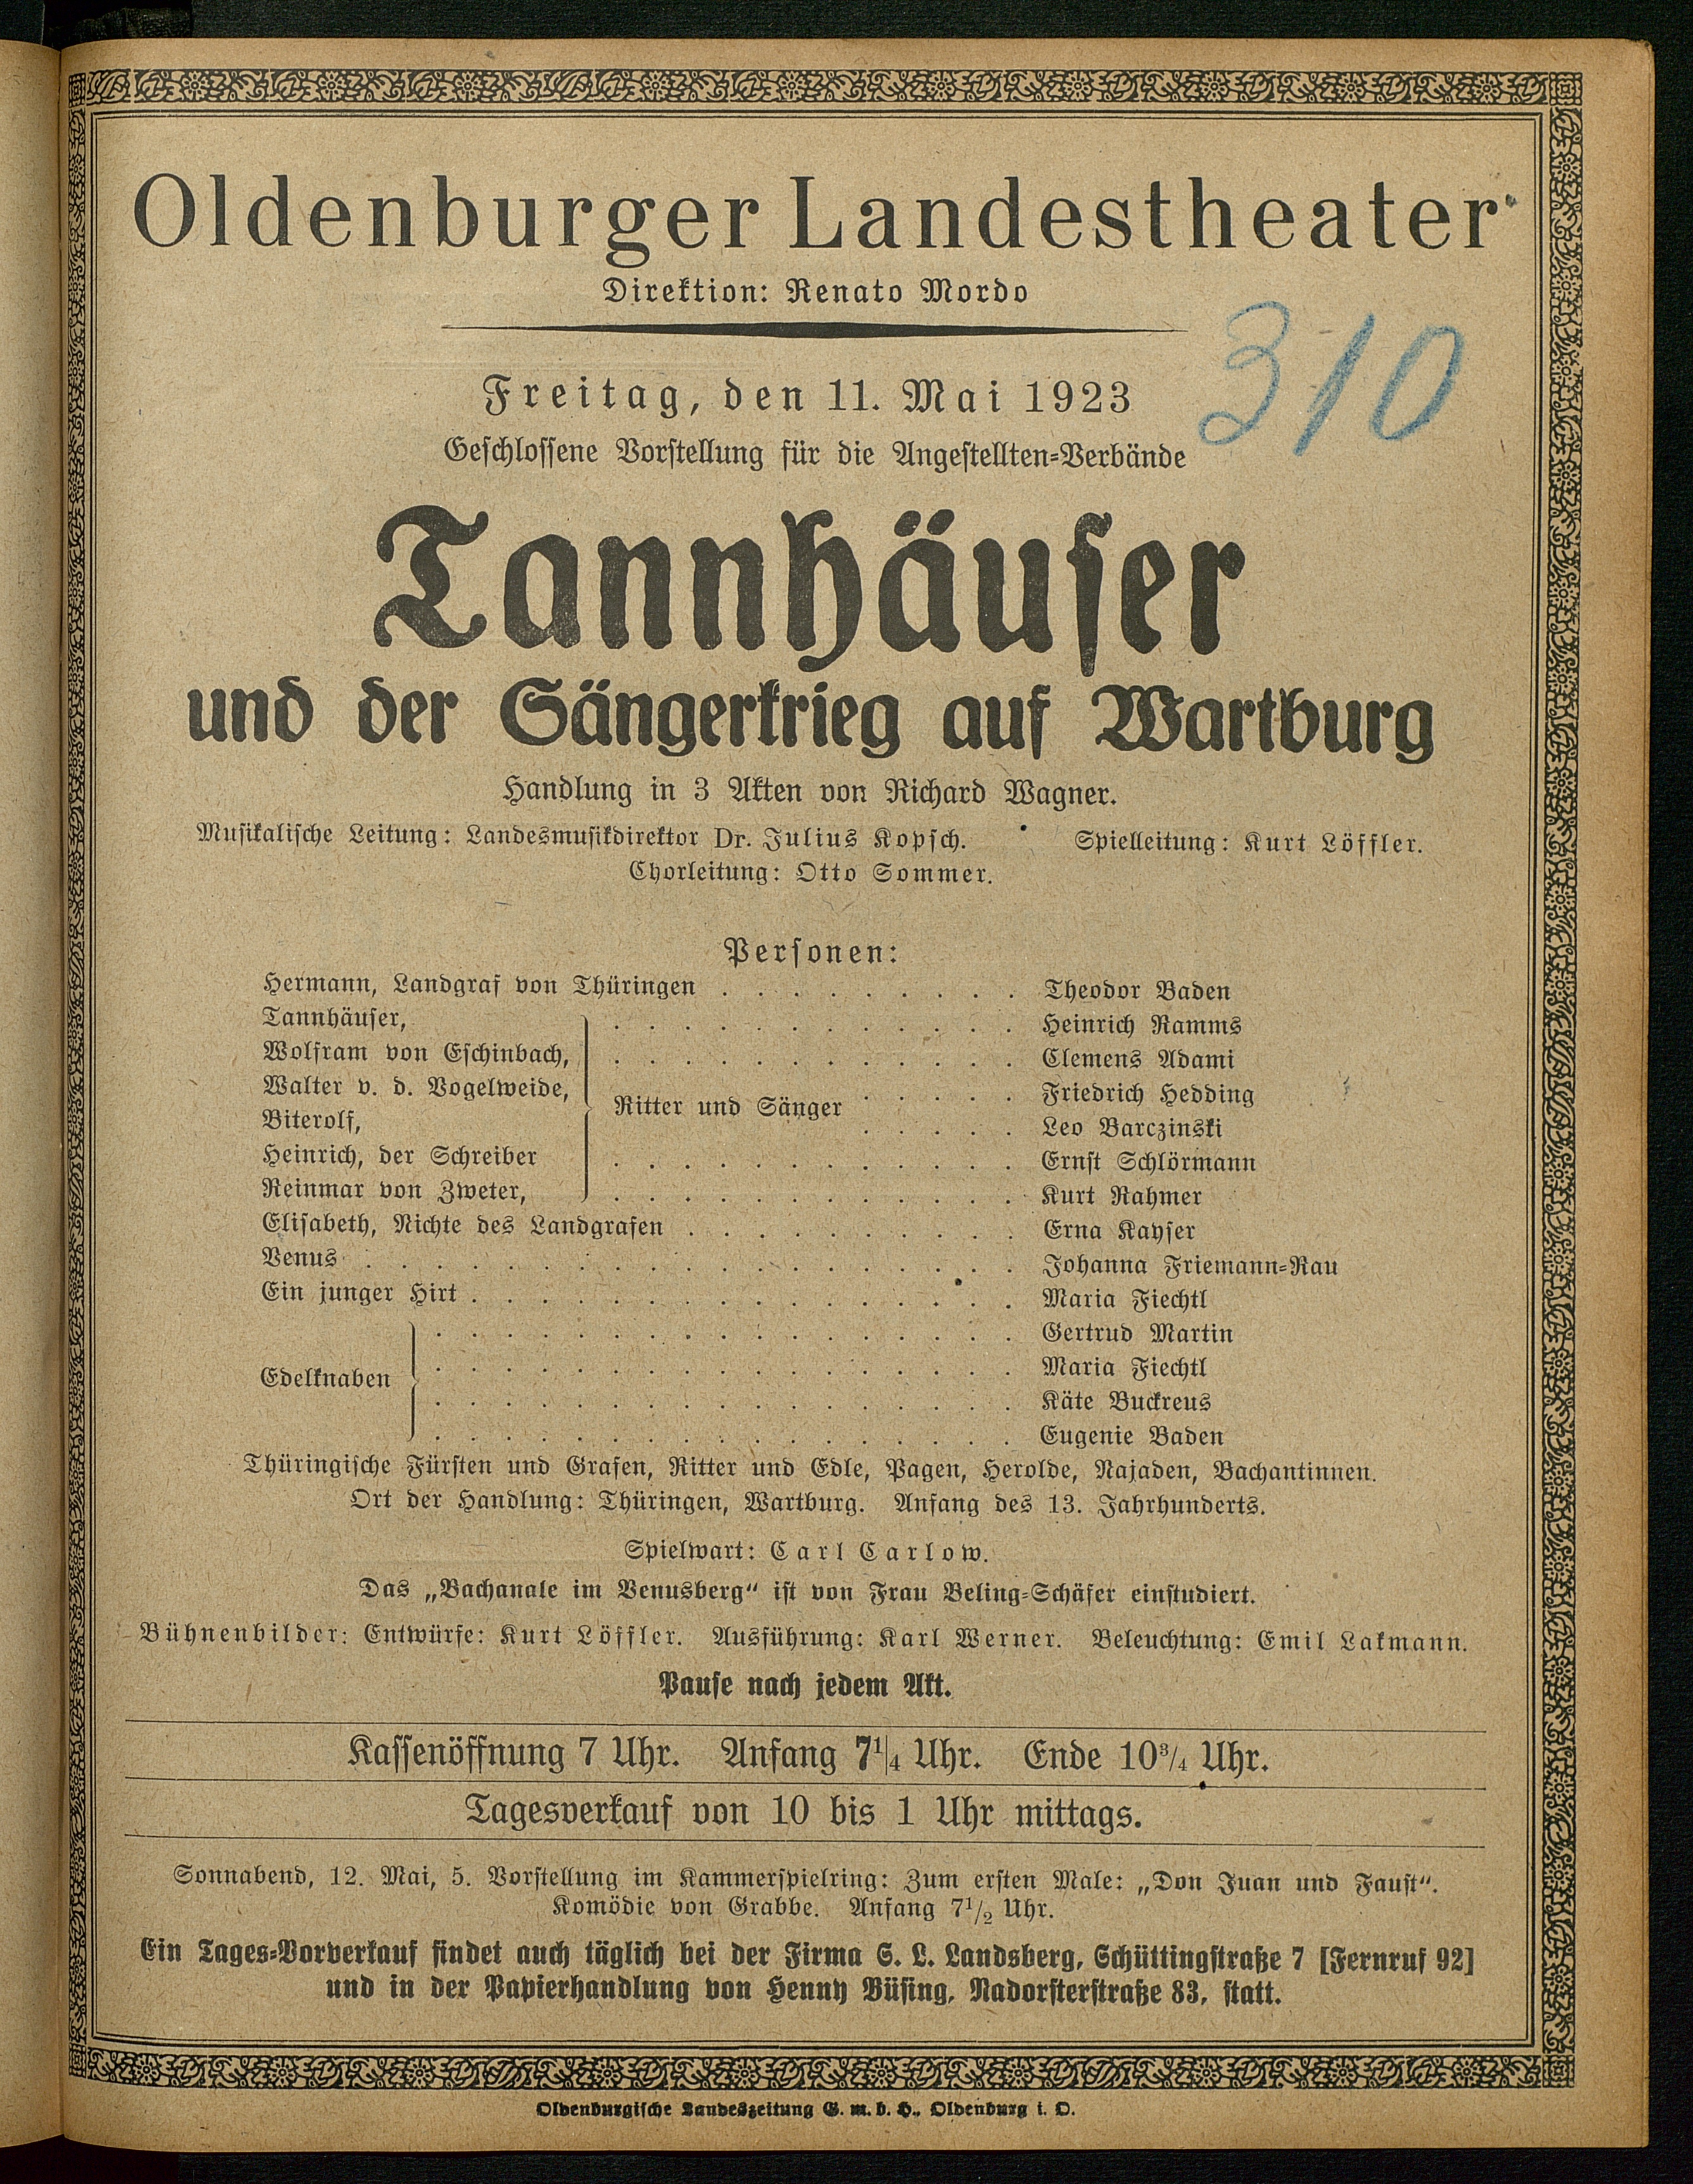 Oldenburger Landestheater
Direktion: Renato Mordo
310
Freitag, den 11. Mai 1923
Geschlossene Vorstellung für die Angestellten-Verbände
Tannhäuser
und der Sängerkrieg auf Wartburg
Handlung in 3 Akten von Richard Wagner.
Musikalische Leitung: Landesmusikdirektor Dr. Julius Kopsch. Spielleitung: Kurt Löffler.
Chorleitung: Otto Sommer.
Personen:
Hermann, Landgraf von Thüringen . . . . . . . . . Theodor Baden
Tannhäuser, . . . . . . . . . . . . Heinrich Ramms
Wolfram von Eschinbach, . . . . . . . . . . . . Clemens Adami
Walter v. d. Vogelweide, . . . . . Friedrich Hedding
Ritter und Sänger
Biterolf, . . . . . Leo Barczinski
Heinrich, der Schreiber . . . . . . . . . . . . Ernst Schlörmann
Reinmar von Zweter, . . . . . . . . . . . . Kurt Rahmer
Elisabeth, Nichte des Landgrafen . . . . . . . . . . Erna Kayser
Venus . . . . . . . . . . . . . . . . . . . Johanna Friemann-Rau
Ein junger Hirt . . . . . . . . . . . . . . . . Maria Fiechtl
. . . . . . . . . . . . . . . . . Gertrud Martin
Edelknaben . . . . . . . . . . . . . . . . . Maria Fiechtl
. . . . . . . . . . . . . . . . . Käte Buckreus
. . . . . . . . . . . . . . . . . Eugenie Baden
Thüringische Fürsten und Grafen, Ritter und Edle, Pagen, Herolde, Najaden, Bachantinnen.
Ort der Handlung: Thüringen, Wartburg. Anfang des 13. Jahrhunderts.
Spielwart: Carl Carlow.
Das „Bachanale im Venusberg“ ist von Frau Beling-Schäfer einstudiert.
Bühnenbilder: Entwürfe: Kurt Löffler. Ausführung: Karl Werner. Beleuchtung: Emil Lakmann.
Pause nach jedem Akt.
Kassenöffnung 7 Uhr. Anfang 7 1/4 Uhr. Ende 10 3/4 Uhr.
Tagesverkauf von 10 bis 1 Uhr mittags.
Sonnabend, 12. Mai, 5. Vorstellung im Kammerspielring: Zum ersten Male: „Don Juan und Faust“.
Komödie von Grabbe. Anfang 7 1/2 Uhr.
Ein Tages-Vorverkauf findet auch täglich bei der Firma S. L. Landsberg, Schüttingstraße 7 [Fernruf 92]
und in der Papierhandlung von Henny Büsing, Nadorsterstraße 83, statt.
Oldenburgische Landeszeitung G. m. b. H., Oldenburg i. O.